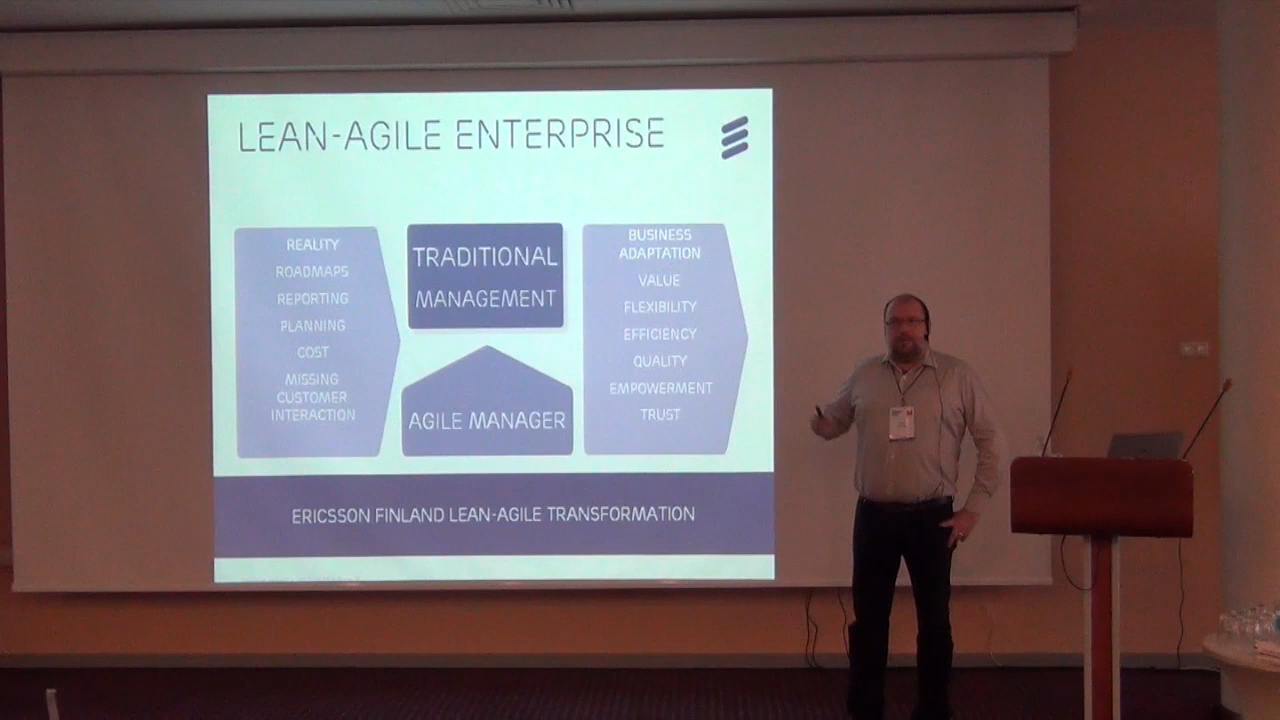 LEAN-AGILE ENTERPRISE
REALITY
ROADMAPS
REPORTING
PLANNING
COST
MISSING
CUSTOMER
INTERACTION
TRADITIONAL
MANAGEMENT
AGILE MANAGER
BUSINESS
ADAPTATION
VALUE
FLEXIBILITY
EFFICIENCY
QUALITY
EMPOWERMENT
TRUST
ERICSSON FINLAND LEAN-AGILE TRANSFORMATION